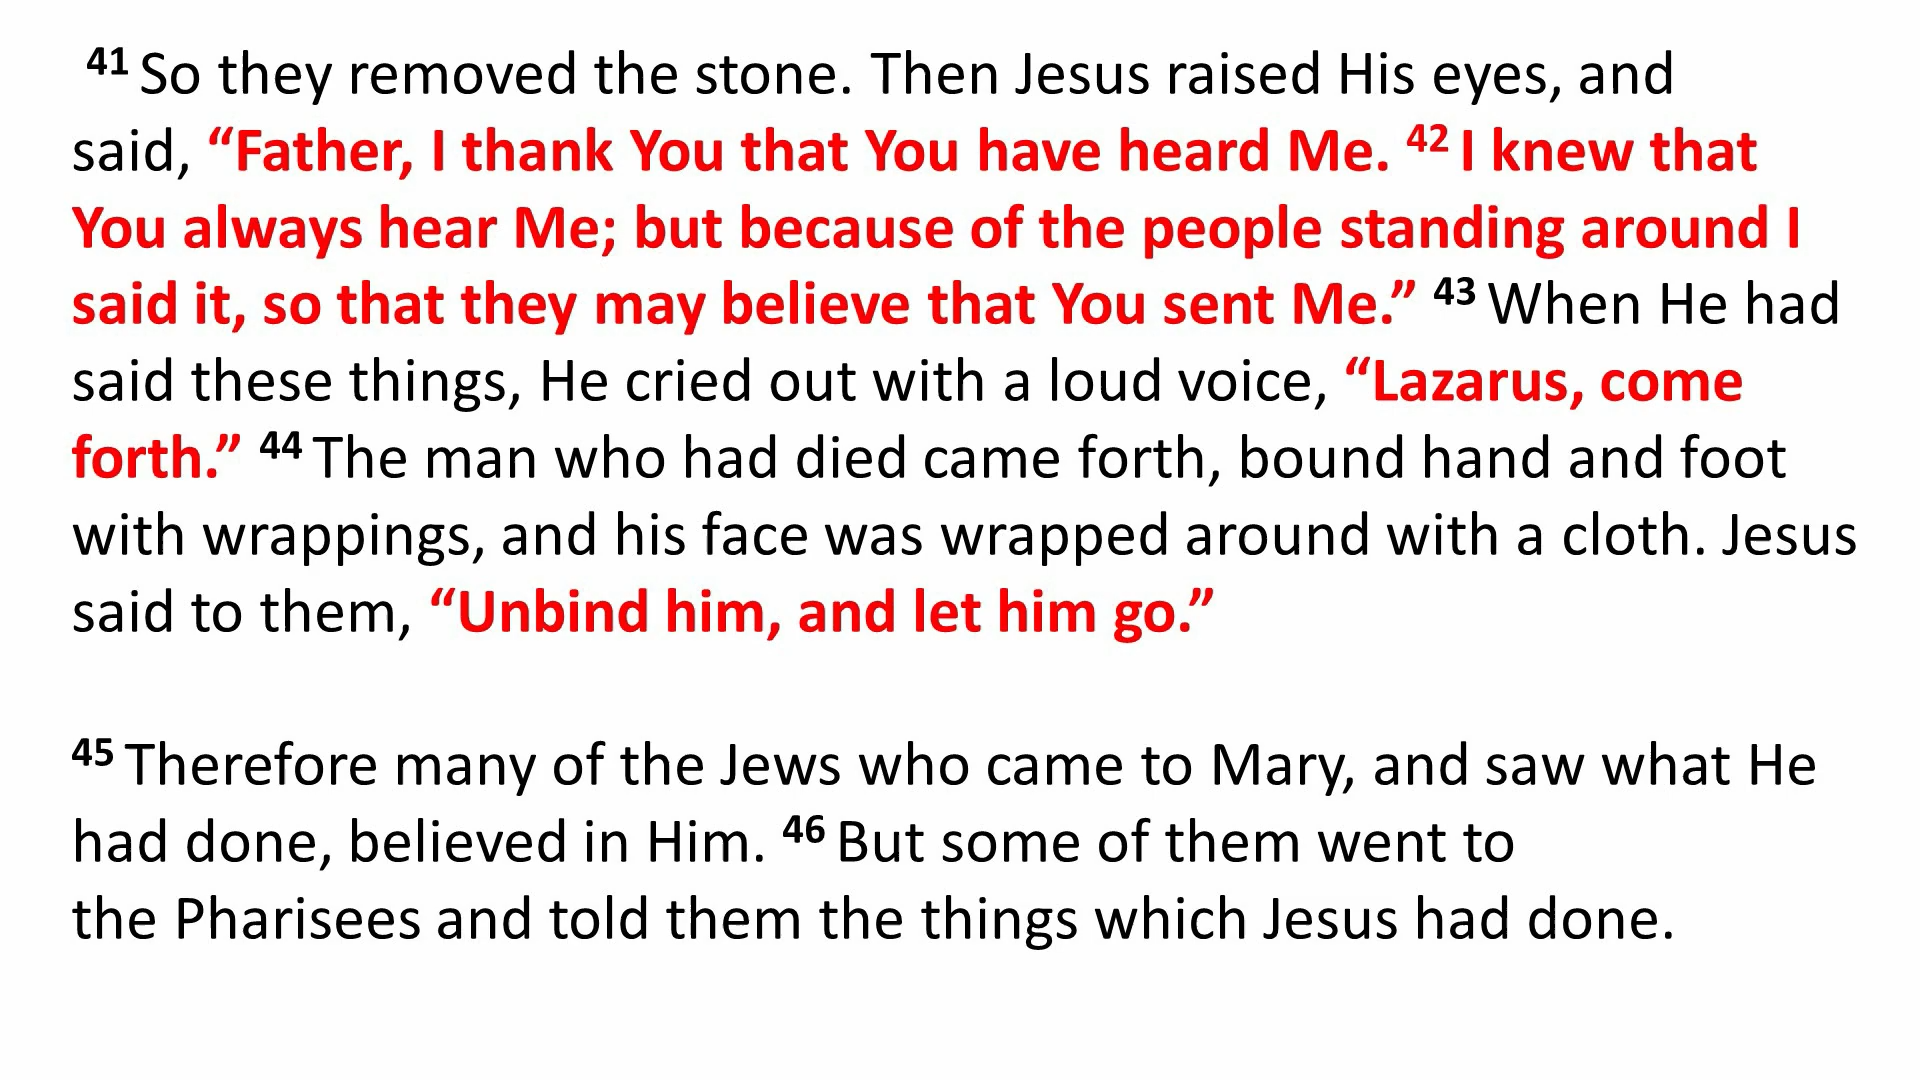 41 So they removed the stone. Then Jesus raised His eyes, and
said, “Father, I thank You that You have heard Me. 42 I knew that
You always hear Me; but because of the people standing around I
said it, so that they may believe that You sent Me.” 43 When He had
said these things, He cried out with a loud voice, “Lazarus, come
forth.” 44 The man who had died came forth, bound hand and foot
with wrappings, and his face was wrapped around with a cloth. Jesus
said to them, “Unbind him, and let him go.”
45 Therefore many of the Jews who came to Mary, and saw what He
had done, believed in Him. 46 But some of them went to
the Pharisees and told them the things which Jesus had done.